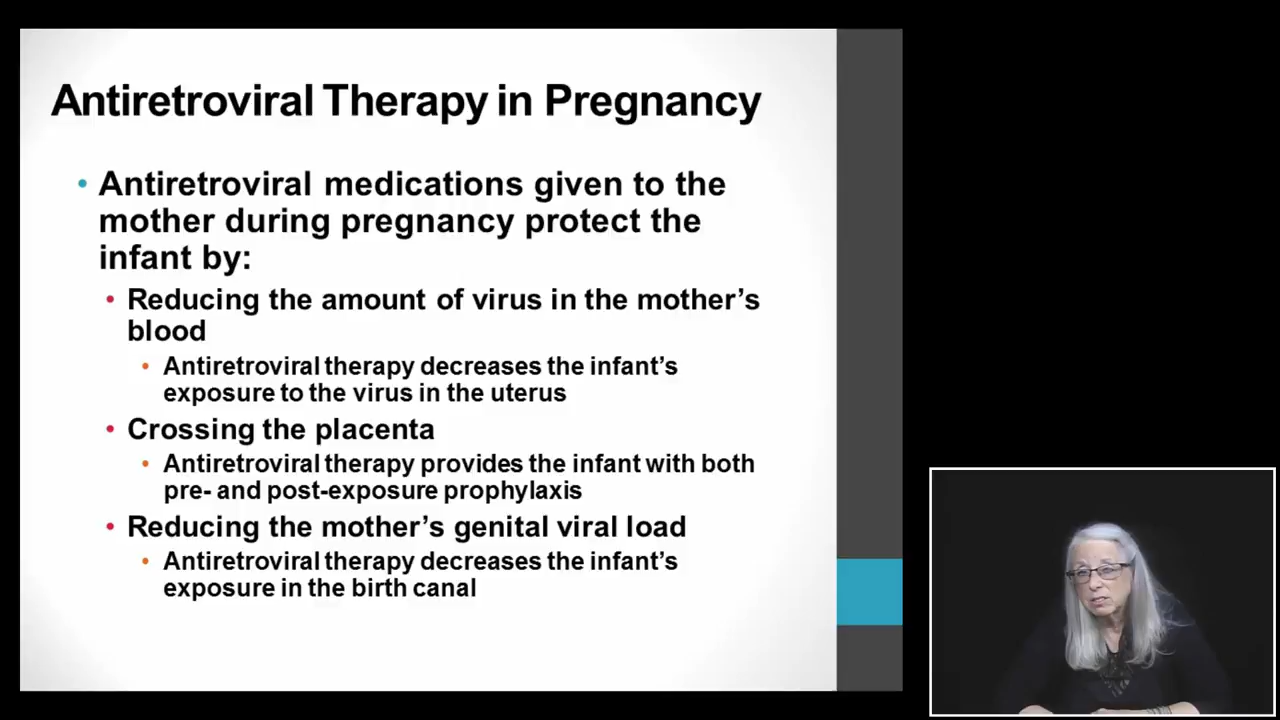 Antiretroviral Therapy in Pregnancy
• Antiretroviral medications given to the
mother during pregnancy protect the
infant by:
• Reducing the amount of virus in the mother’s
blood
• Antiretroviral therapy decreases the infant’s
exposure to the virus in the uterus
• Crossing the placenta
• Antiretroviral therapy provides the infant with both
pre- and post-exposure prophylaxis
• Reducing the mother’s genital viral load
• Antiretroviral therapy decreases the infant’s
exposure in the birth canal